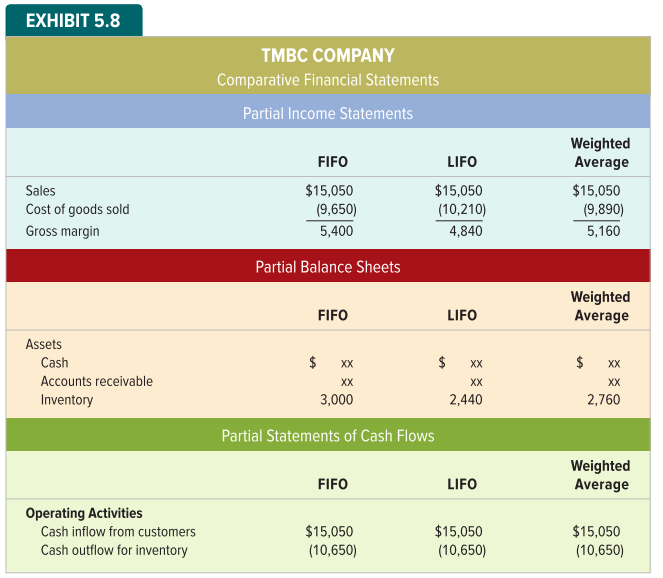 EXHIBIT 5.8
TMBC COMPANY
Comparative Financial Statements
Partial Income Statements
FIFO LIFO Weighted Average
Sales $15,050 $15,050 $15,050
Cost of goods sold (9,650) (10,210) (9,890)
Gross margin 5,400 4,840 5,160
Partial Balance Sheets
FIFO LIFO Weighted Average
Assets
Cash $ xx $ xx $ xx
Accounts receivable xx xx xx
Inventory 3,000 2,440 2,760
Partial Statements of Cash Flows
FIFO LIFO Weighted Average
Operating Activities
Cash inflow from customers $15,050 $15,050 $15,050
Cash outflow for inventory (10,650) (10,650) (10,650)